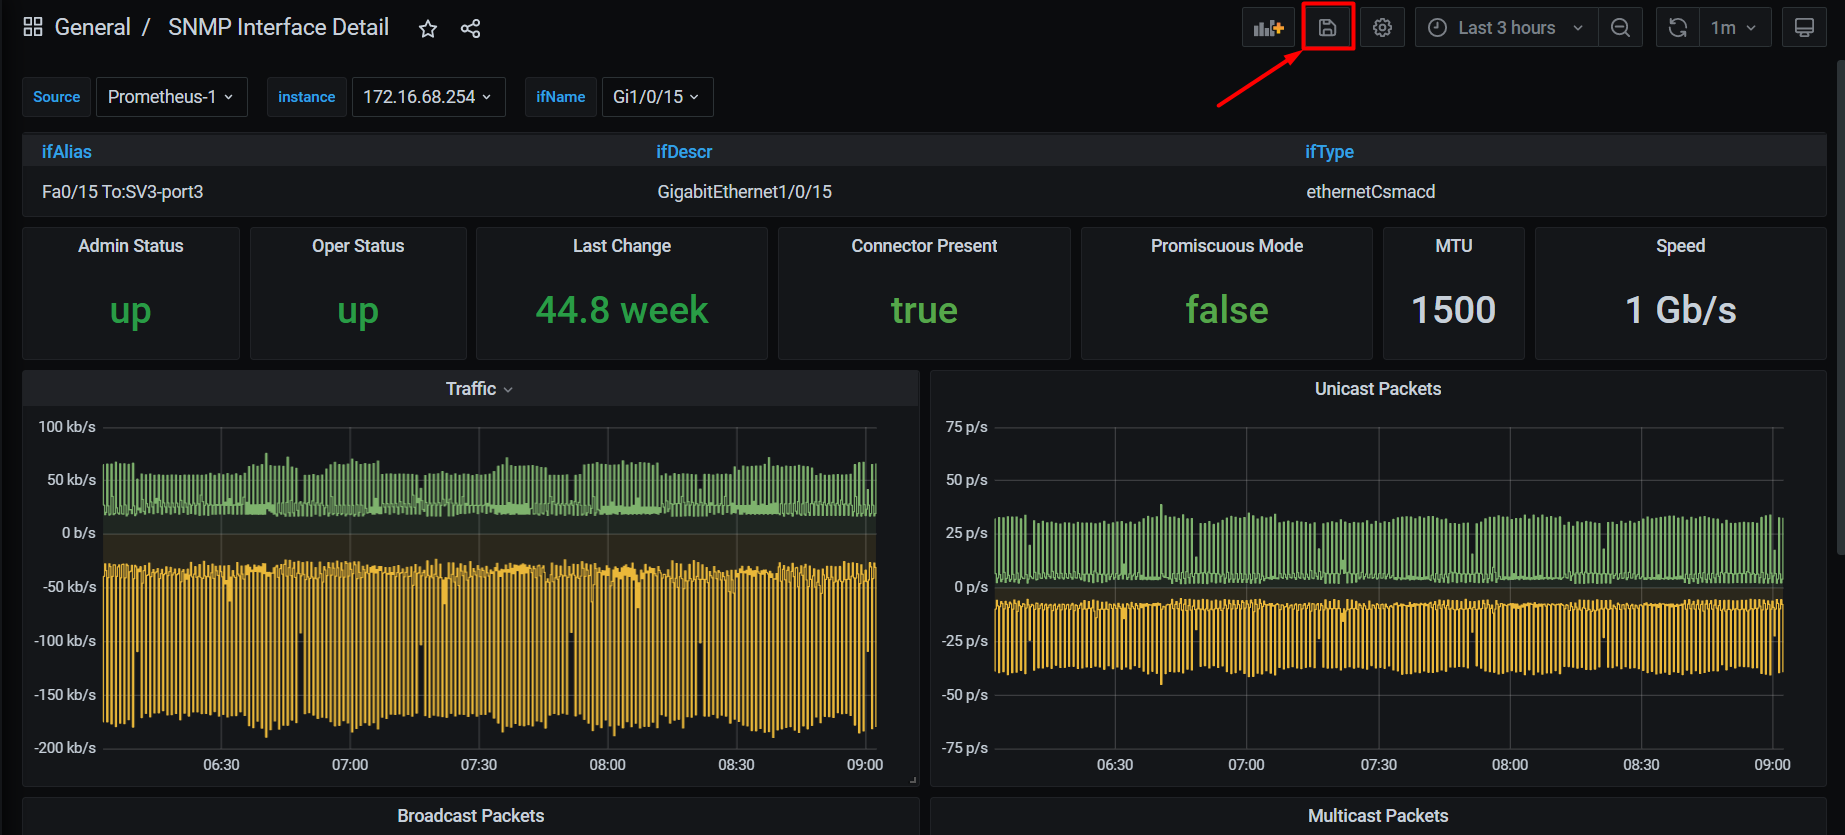 General / SNMP Interface Detail
Last 3 hours
1m
Source Prometheus-1 instance 172.16.68.254 ifName Gi1/0/15
ifAlias ifDescr ifType
Fa0/15 To:SV3-port3 GigabitEthernet1/0/15 ethernetCsmacd
Admin Status
up
Oper Status
up
Last Change
44.8 week
Connector Present
true
Promiscuous Mode
false
MTU
1500
Speed
1 Gb/s
Traffic
100 kb/s
50 kb/s
0 b/s
-50 kb/s
-100 kb/s
-150 kb/s
-200 kb/s
06:30 07:00 07:30 08:00 08:30 09:00
Unicast Packets
75 p/s
50 p/s
25 p/s
0 p/s
-25 p/s
-50 p/s
-75 p/s
06:30 07:00 07:30 08:00 08:30 09:00
Broadcast Packets
Multicast Packets